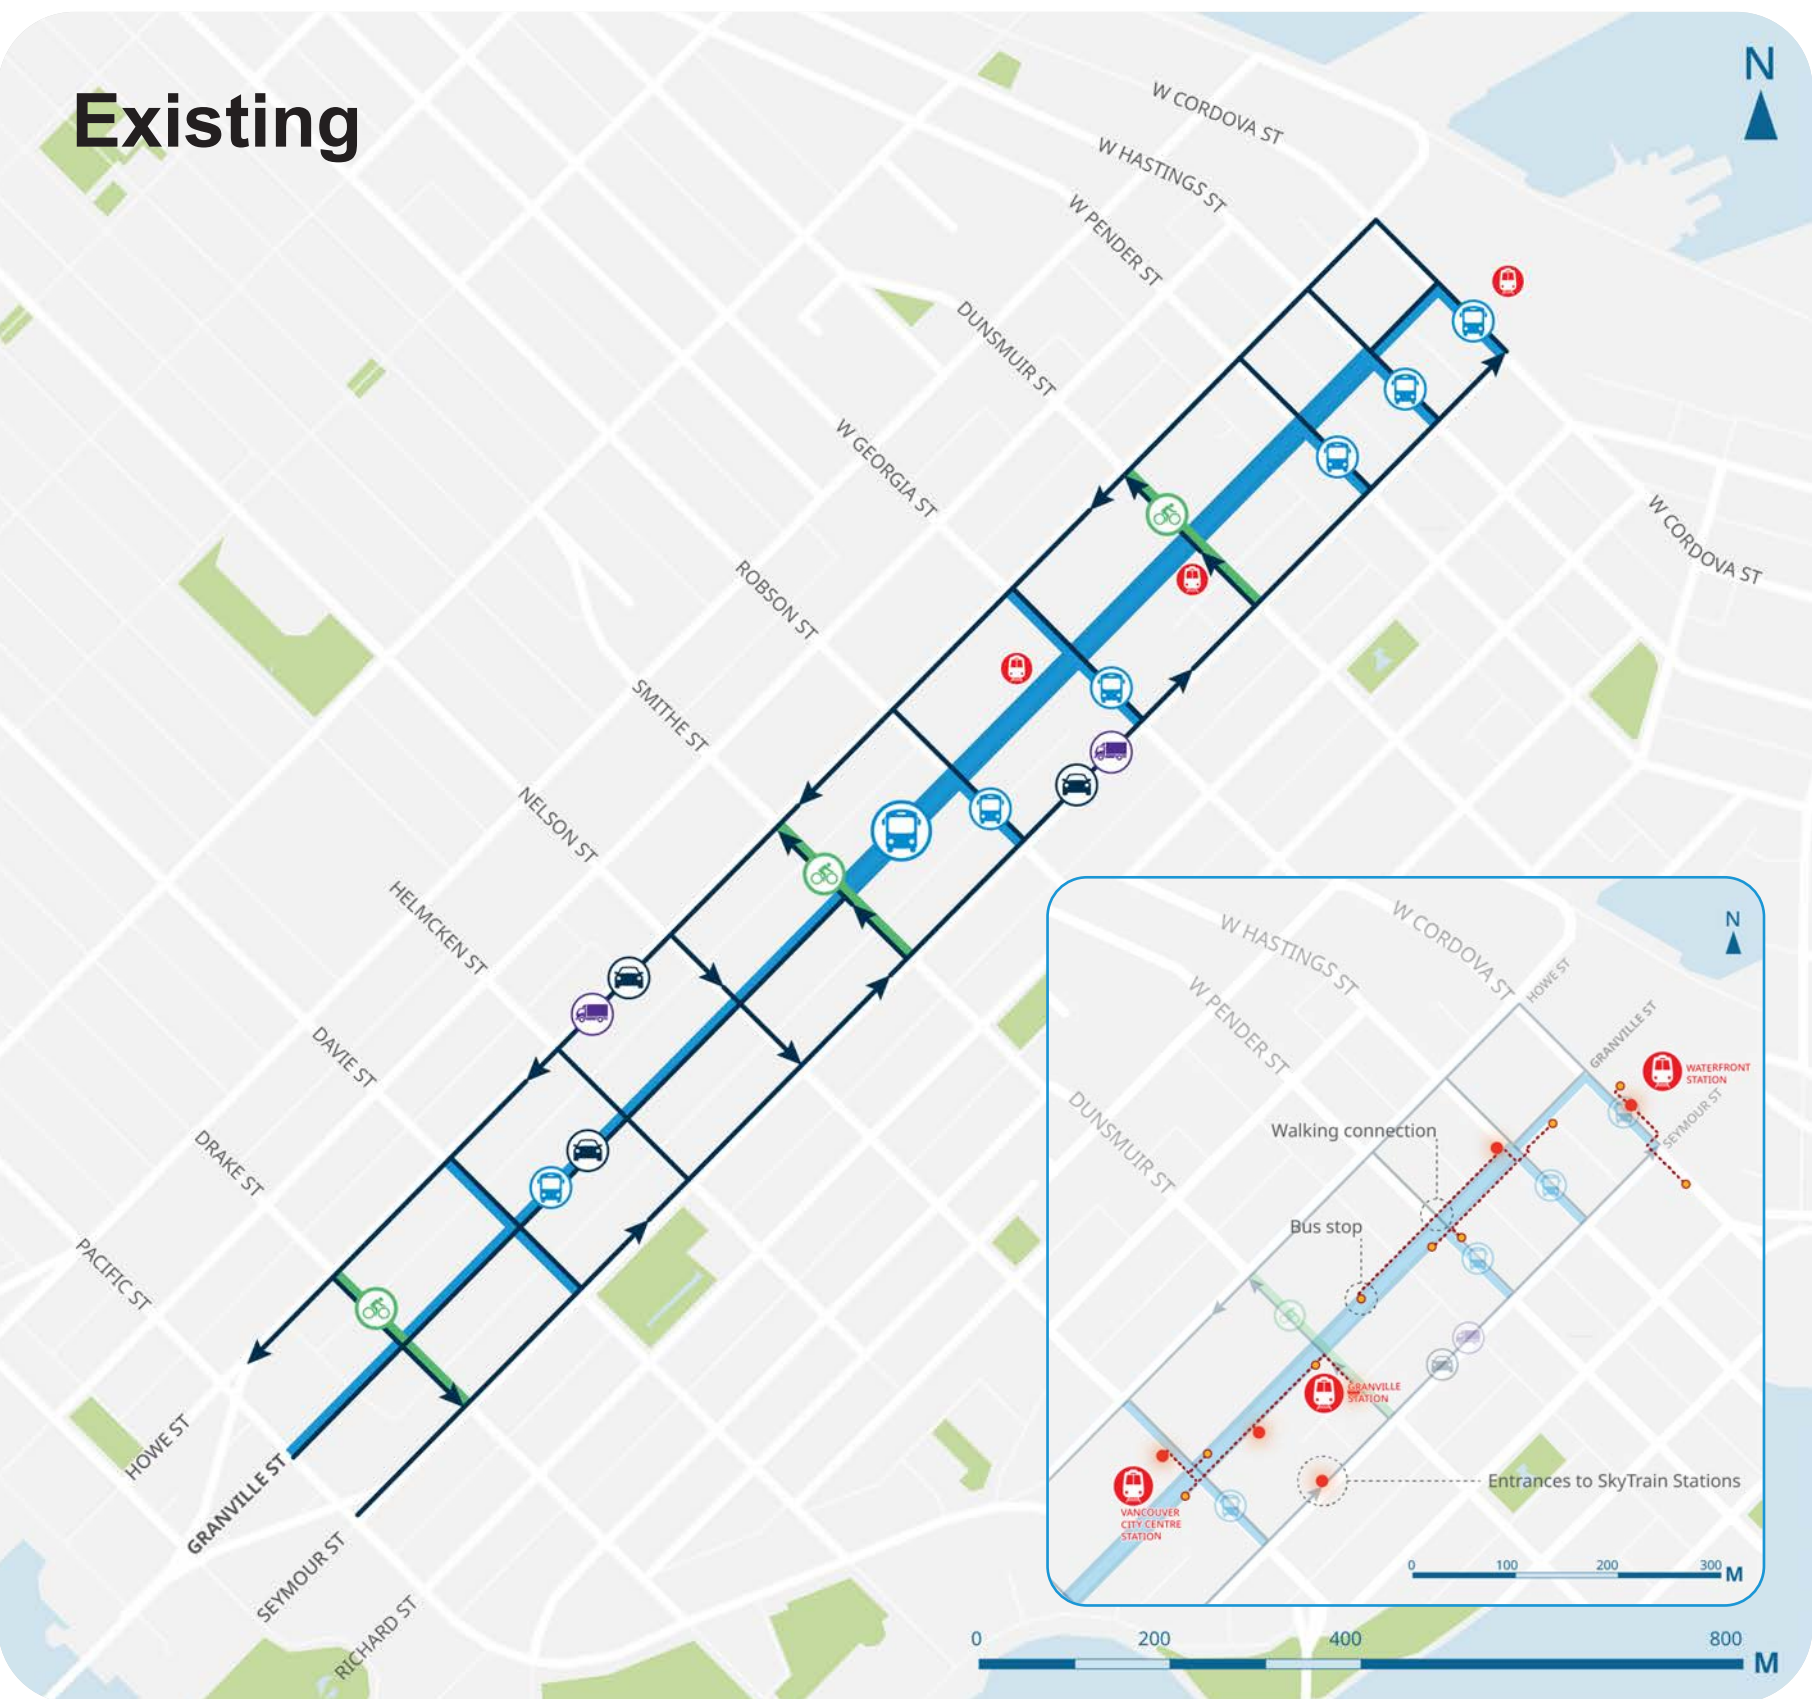 Existing
N
W CORDOVA ST
W HASTINGS ST
W PENDER ST
DUNSMUIR ST
W GEORGIA ST
ROBSON ST
SMITHE ST
NELSON ST
HELMCKEN ST
DAVIE ST
DRAKE ST
PACIFIC ST
HOWE ST
GRANVILLE ST
SEYMOUR ST
RICHARD ST
W CORDOVA ST
N
W HASTINGS ST
W CORDOVA ST
HOWE ST
W PENDER ST
GRANVILLE ST
WATERFRONT
STATION
SEYMOUR ST
DUNSMUIR ST
Walking connection
Bus stop
GRANVILLE
STATION
Entrances to SkyTrain Stations
VANCOUVER
CITY CENTRE
STATION
0 100 200 300 M
0 200 400 800
M